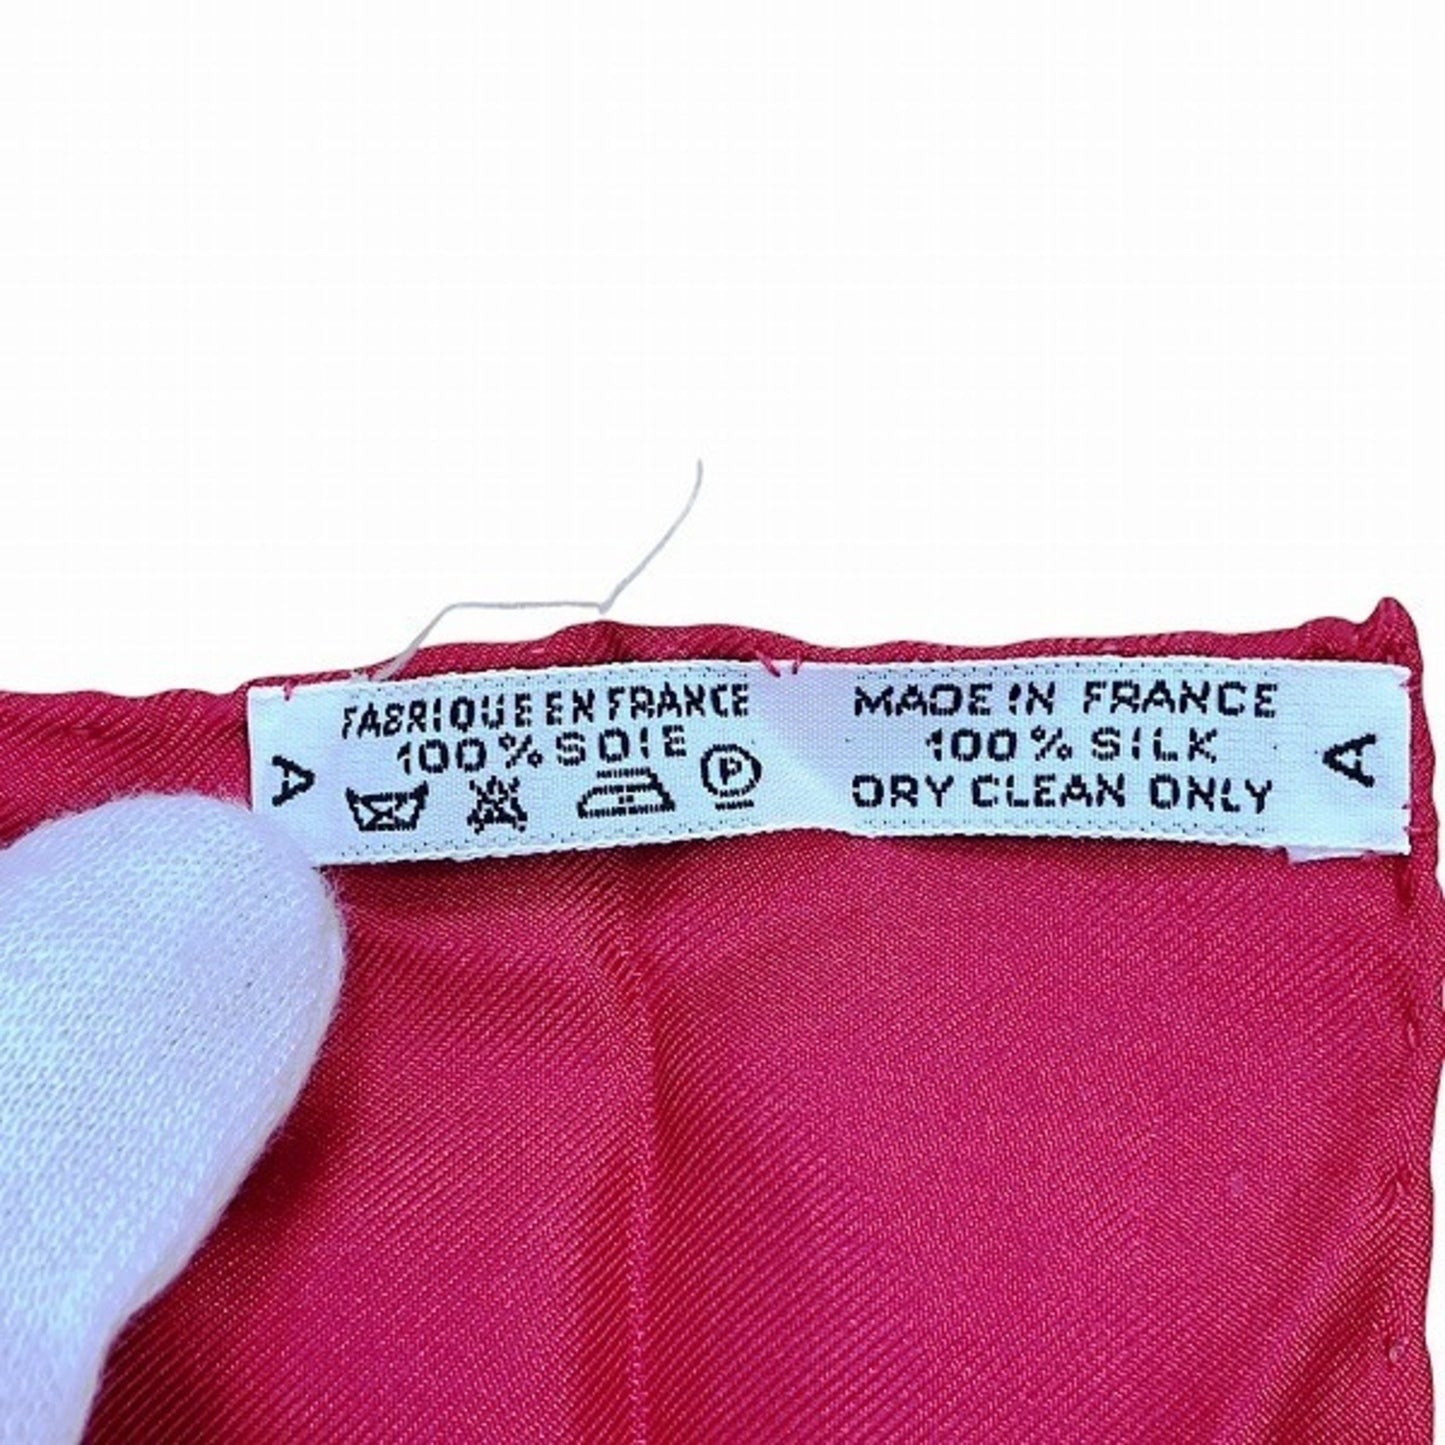 A
FABRIQUE EN FRANCE
100% SOIE
P
MADE IN FRANCE
100% SILK
DRY CLEAN ONLY
A